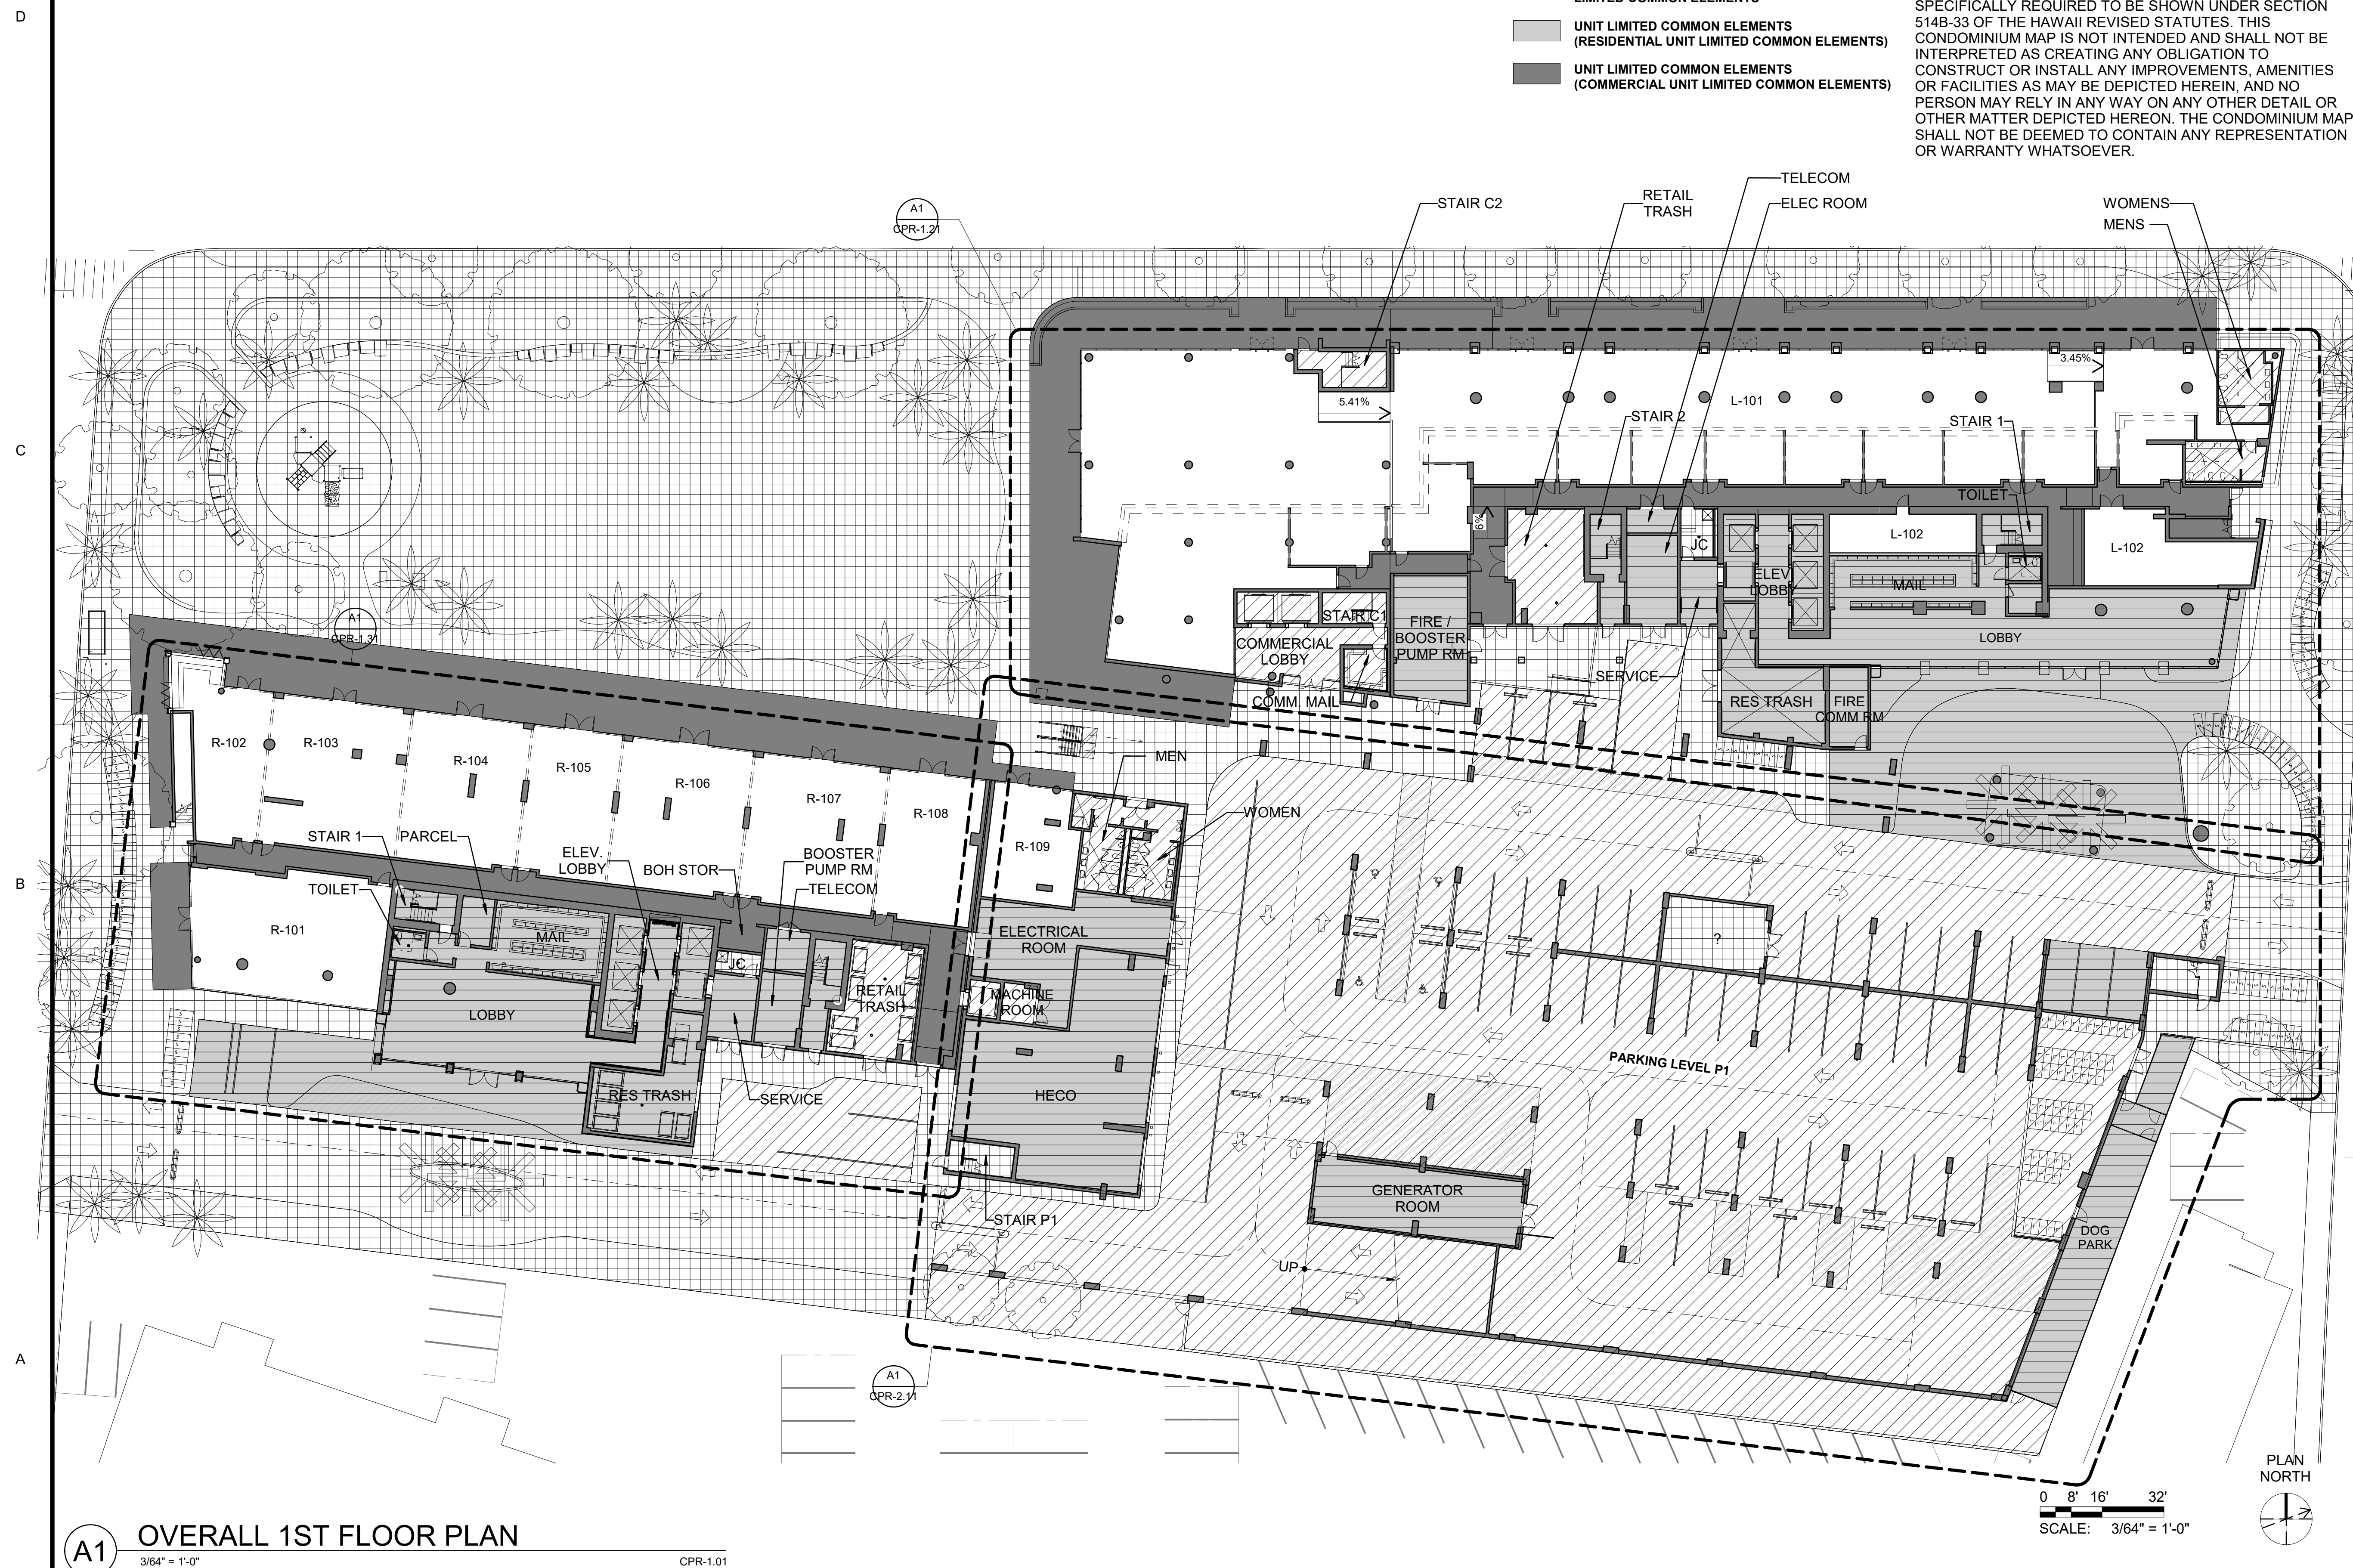 D
LIMITED COMMON ELEMENTS
UNIT LIMITED COMMON ELEMENTS
(RESIDENTIAL UNIT LIMITED COMMON ELEMENTS)
UNIT LIMITED COMMON ELEMENTS
(COMMERCIAL UNIT LIMITED COMMON ELEMENTS)
SPECIFICALLY REQUIRED TO BE SHOWN UNDER SECTION
514B-33 OF THE HAWAII REVISED STATUTES. THIS
CONDOMINIUM MAP IS NOT INTENDED AND SHALL NOT BE
INTERPRETED AS CREATING ANY OBLIGATION TO
CONSTRUCT OR INSTALL ANY IMPROVEMENTS, AMENITIES
OR FACILITIES AS MAY BE DEPICTED HEREIN, AND NO
PERSON MAY RELY IN ANY WAY ON ANY OTHER DETAIL OR
OTHER MATTER DEPICTED HEREON. THE CONDOMINIUM MAP
SHALL NOT BE DEEMED TO CONTAIN ANY REPRESENTATION
OR WARRANTY WHATSOEVER.
TELECOM
RETAIL
TRASH
STAIR C2
ELEC ROOM
WOMENS
MENS
A1
CPR-1.21
3.45%
5.41%
L-101
STAIR 2
STAIR 1
C
TOILET
6%
JC
L-102
L-102
ELEV
LOBBY
MAIL
STAIR C1
FIRE /
BOOSTER
PUMP RM
COMMERCIAL
LOBBY
LOBBY
SERVICE
COMM. MAIL
RES TRASH
FIRE
COMM RM
A1
CPR-1.31
R-102
R-103
R-104
R-105
R-106
R-107
R-108
R-109
MEN
WOMEN
STAIR 1
PARCEL
ELEV.
LOBBY
BOH STOR
BOOSTER
PUMP RM
TELECOM
B
TOILET
R-101
MAIL
JC
ELECTRICAL
ROOM
?
RETAIL
TRASH
MACHINE
ROOM
LOBBY
PARKING LEVEL P1
RES TRASH
SERVICE
HECO
GENERATOR
ROOM
STAIR P1
DOG
PARK
UP
A
A1
CPR-2.11
PLAN
NORTH
0 8' 16' 32'
SCALE: 3/64" = 1'-0"
A1
OVERALL 1ST FLOOR PLAN
3/64" = 1'-0"
CPR-1.01